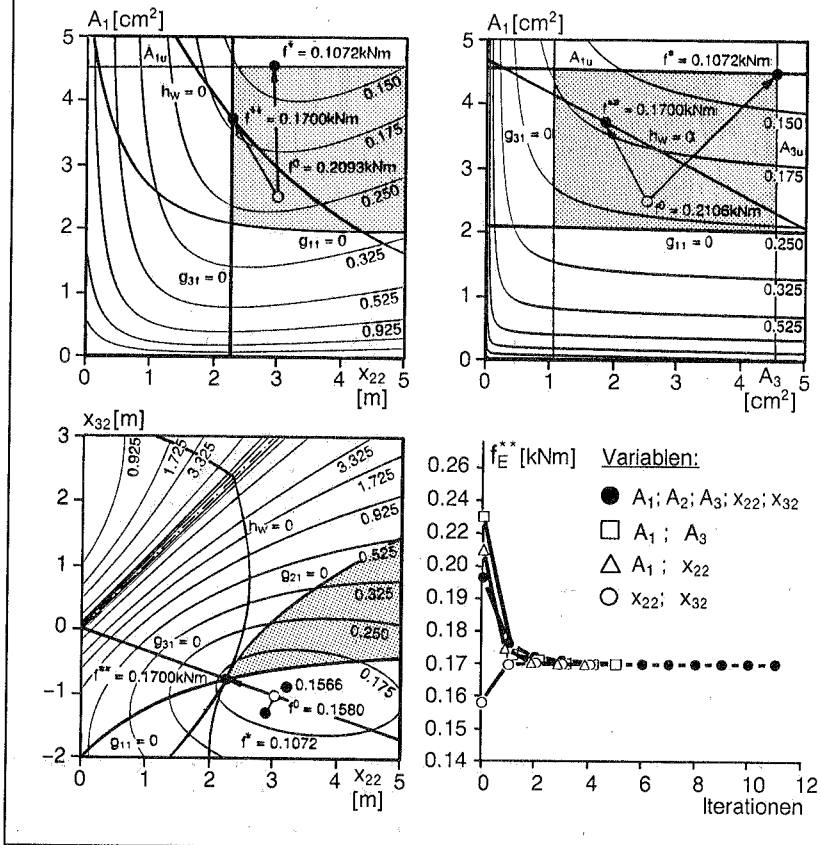 A1 [cm²]
5
A1u
f* = 0.1072kNm
0.150
4
hw = 0
f** = 0.1700kNm
0.175
3
f⁰ = 0.2093kNm
0.250
2
g11 = 0
0.325
g31 = 0
1
0.525
0.925
0
0 1 2 3 4 5
x22
[m]
A1 [cm²]
5
A1u
f* = 0.1072kNm
4
f** = 0.1700kNm
0.150
g31 = 0
hw = 0
A3u
3
0.175
f⁰ = 0.2106kNm
2
g11 = 0
0.250
0.325
1
0.525
0
0 1 2 3 4 5
A3
[cm²]
x32 [m]
3
0.925
1.725
3.325
3.325
2
1.725
hw = 0
0.925
1
g21 = 0
0.525
0.325
0
0.250
g31 = 0
f** = 0.1700kNm
0.1566
0.175
-1
f⁰ = 0.1580
g11 = 0
f* = 0.1072
-2
0 1 2 3 4 5
x22
[m]
fE** [kNm]
0.26
0.24
0.23
0.22
0.20
0.19
0.18
0.17
0.16
0.14
0 2 4 6 8 10 12
Iterationen
Variablen:
A1; A2; A3; x22; x32
A1 ; A3
A1 ; x22
x22; x32